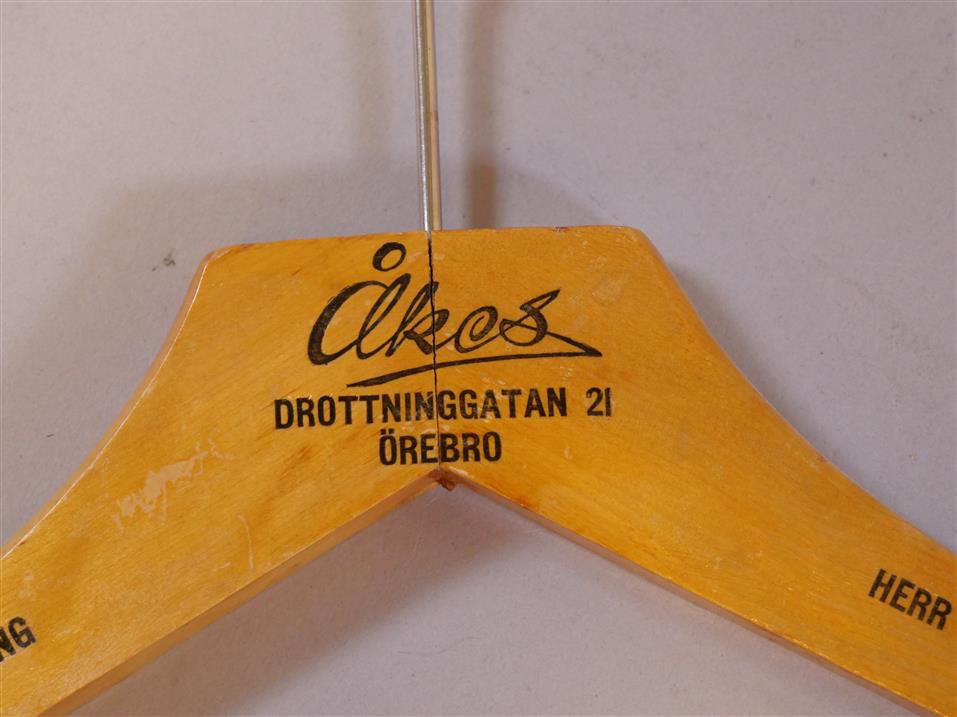 Åkes
DROTTNINGGATAN 21
ÖREBRO
HERR